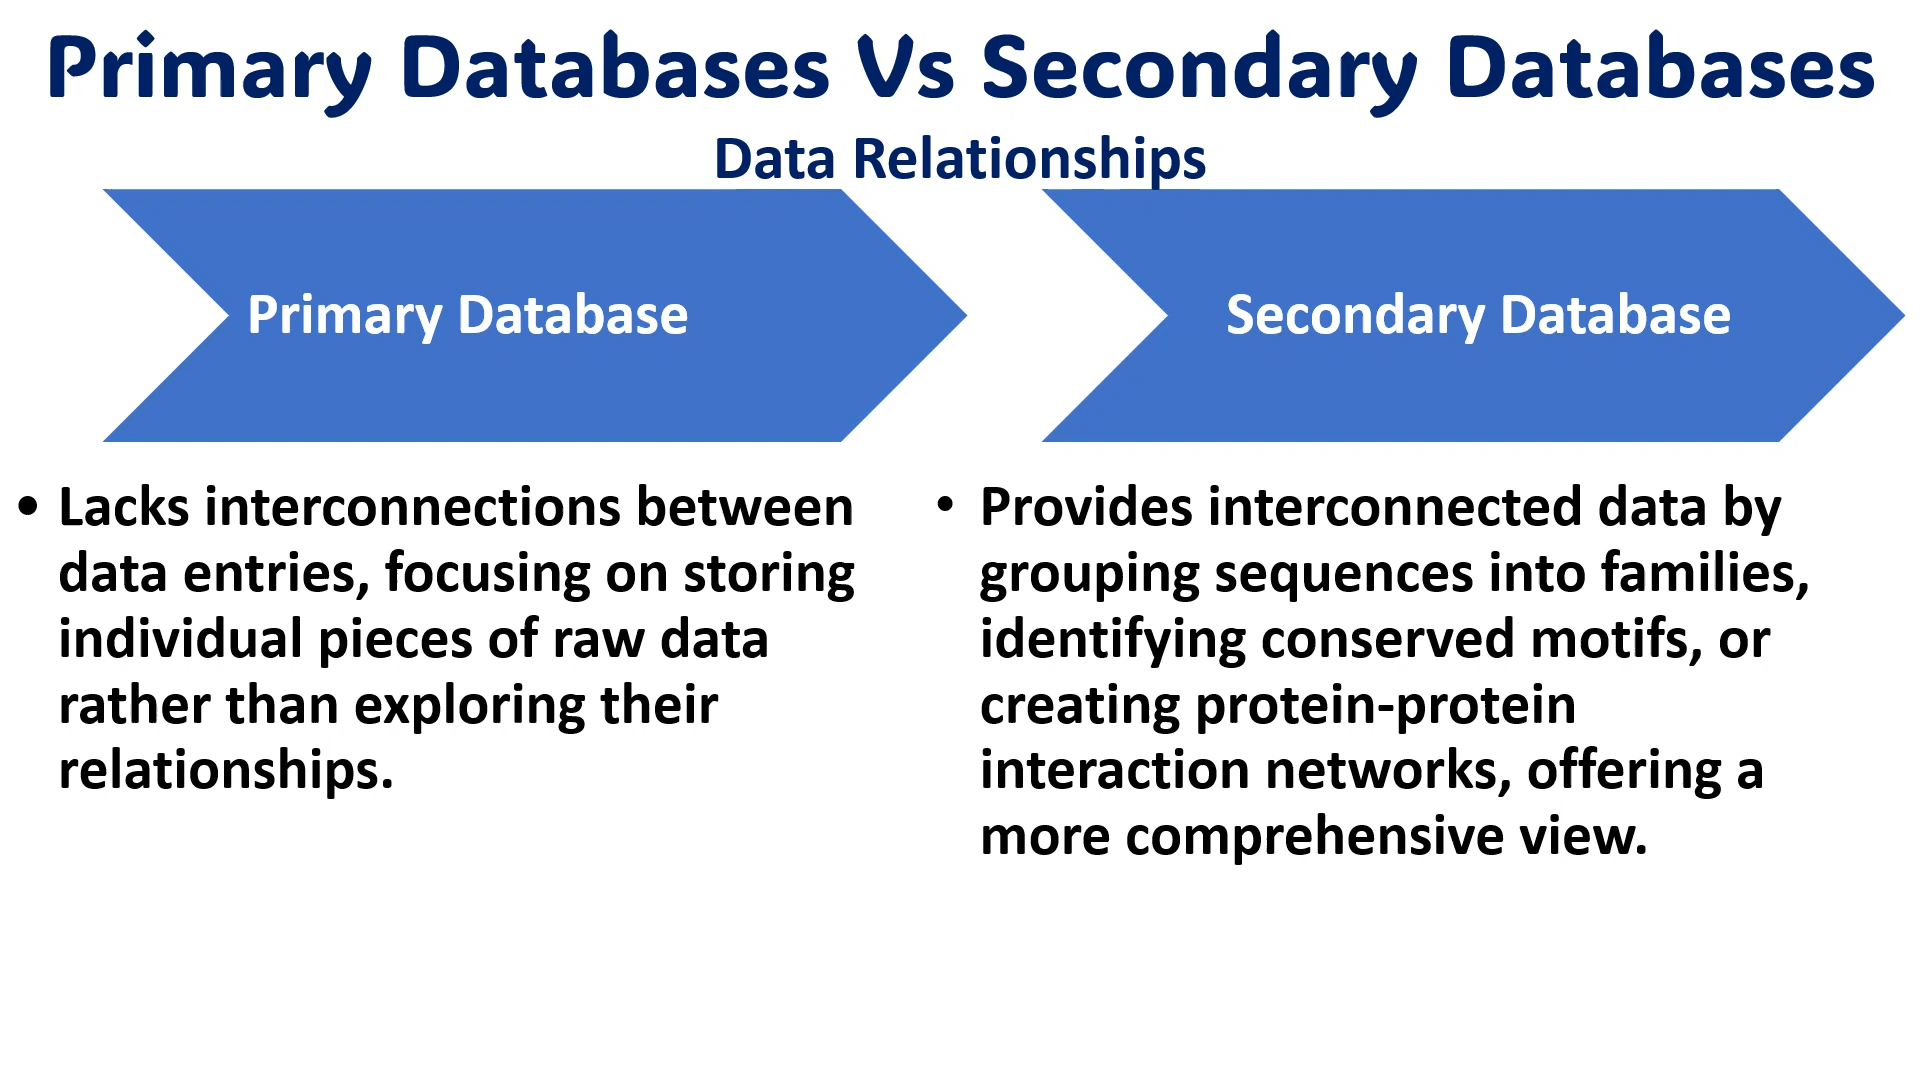 Primary Databases Vs Secondary Databases
Data Relationships
Primary Database
Secondary Database
• Lacks interconnections between
data entries, focusing on storing
individual pieces of raw data
rather than exploring their
relationships.
• Provides interconnected data by
grouping sequences into families,
identifying conserved motifs, or
creating protein-protein
interaction networks, offering a
more comprehensive view.